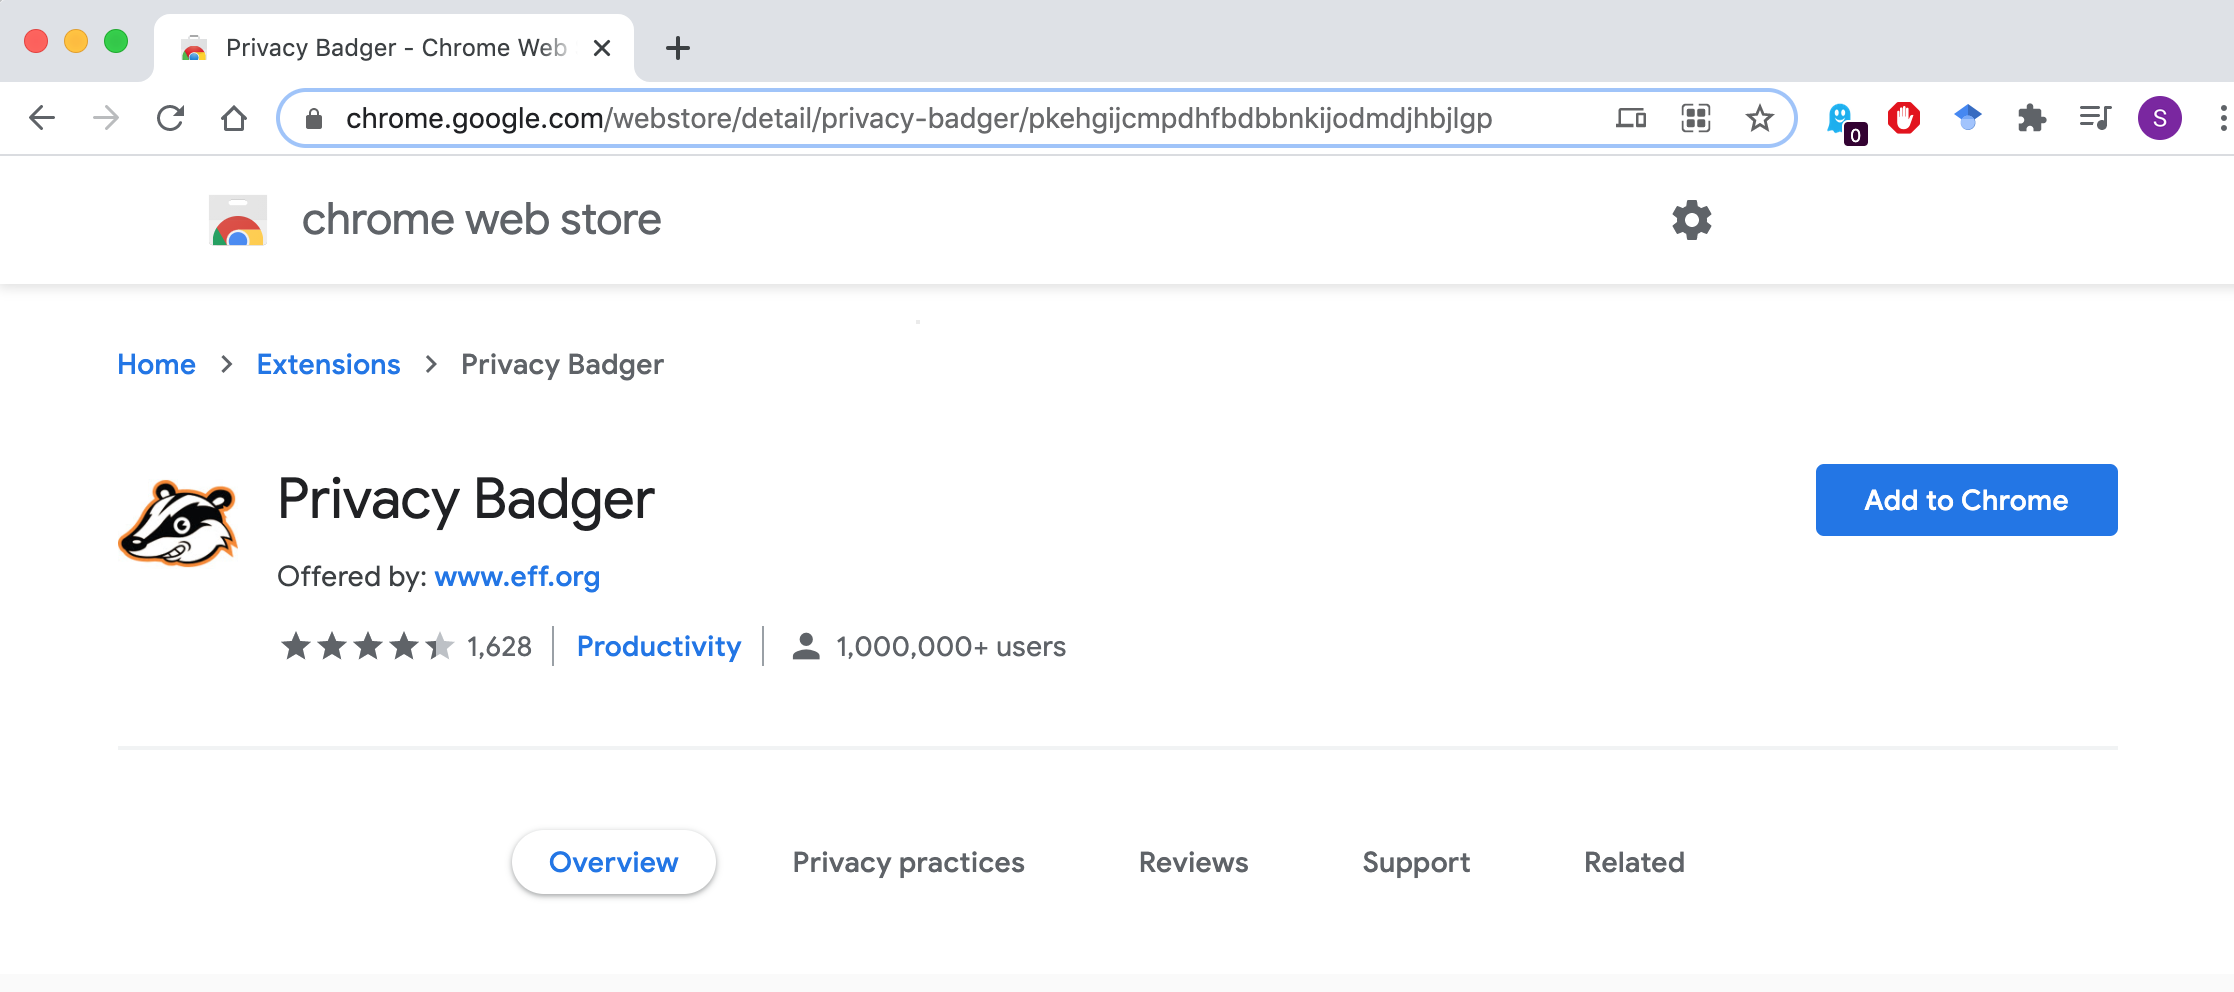 Privacy Badger - Chrome Web
chrome.google.com/webstore/detail/privacy-badger/pkehgijcmpdhfbdbbnkijodmdjhbjlgp
0
S
chrome web store
Home > Extensions > Privacy Badger
Privacy Badger
Add to Chrome
Offered by: www.eff.org
1,628 | Productivity | 1,000,000+ users
Overview Privacy practices Reviews Support Related